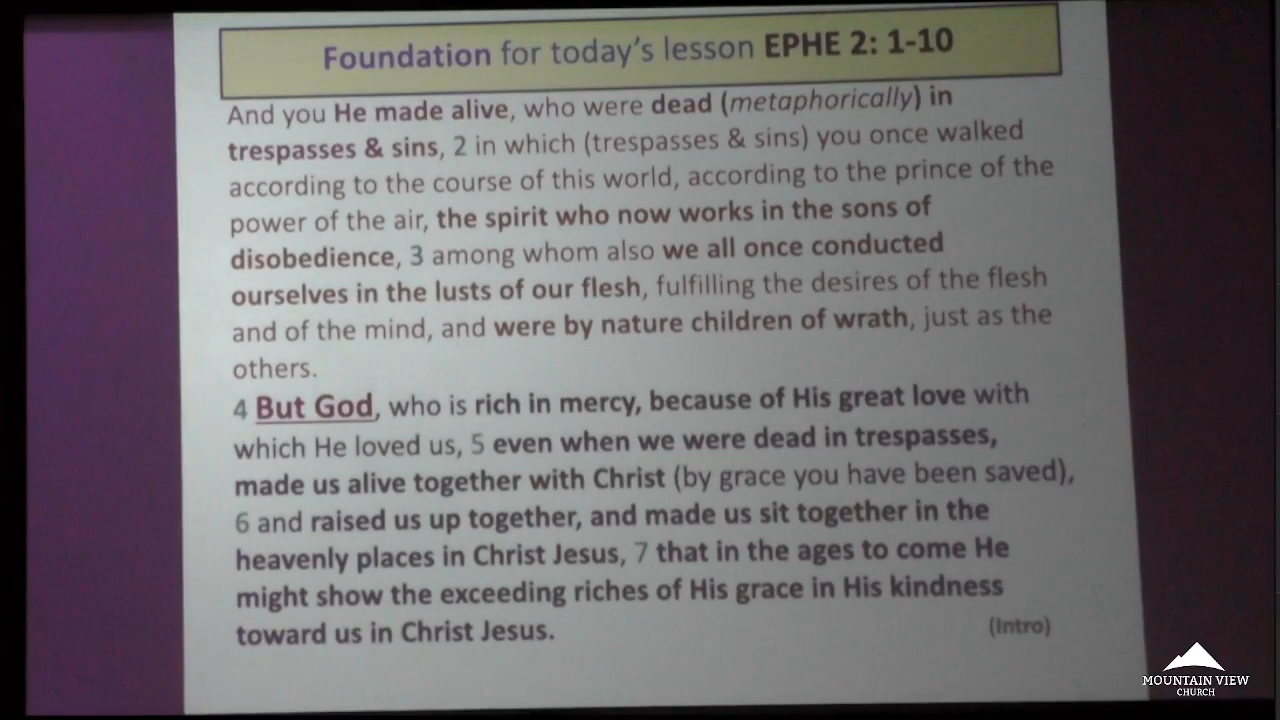 Foundation for today's lesson EPHE 2: 1-10
And you He made alive, who were dead (metaphorically) in
trespasses & sins, 2 in which (trespasses & sins) you once walked
according to the course of this world, according to the prince of the
power of the air, the spirit who now works in the sons of
disobedience, 3 among whom also we all once conducted
ourselves in the lusts of our flesh, fulfilling the desires of the flesh
and of the mind, and were by nature children of wrath, just as the
others.
4 But God, who is rich in mercy, because of His great love with
which He loved us, 5 even when we were dead in trespasses,
made us alive together with Christ (by grace you have been saved),
6 and raised us up together, and made us sit together in the
heavenly places in Christ Jesus, 7 that in the ages to come He
might show the exceeding riches of His grace in His kindness
toward us in Christ Jesus.
(Intro)
MOUNTAIN VIEW
CHURCH